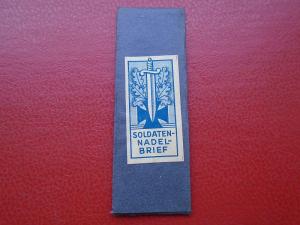 SOLDATEN-
NADEL-
BRIEF